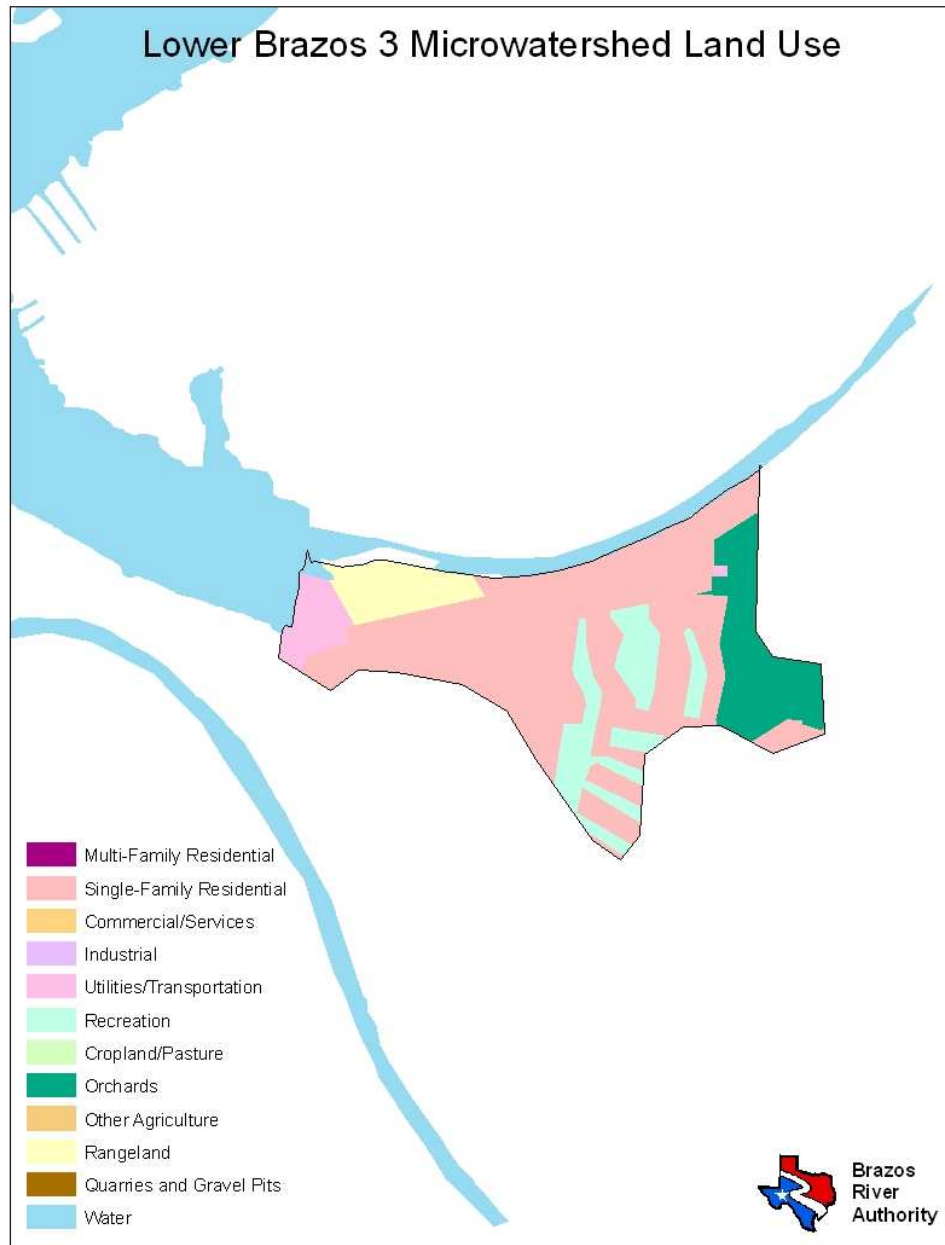 Lower Brazos 3 Microwatershed Land Use
Multi-Family Residential
Single-Family Residential
Commercial/Services
Industrial
Utilities/Transportation
Recreation
Cropland/Pasture
Orchards
Other Agriculture
Rangeland
Quarries and Gravel Pits
Water
Brazos
River
Authority